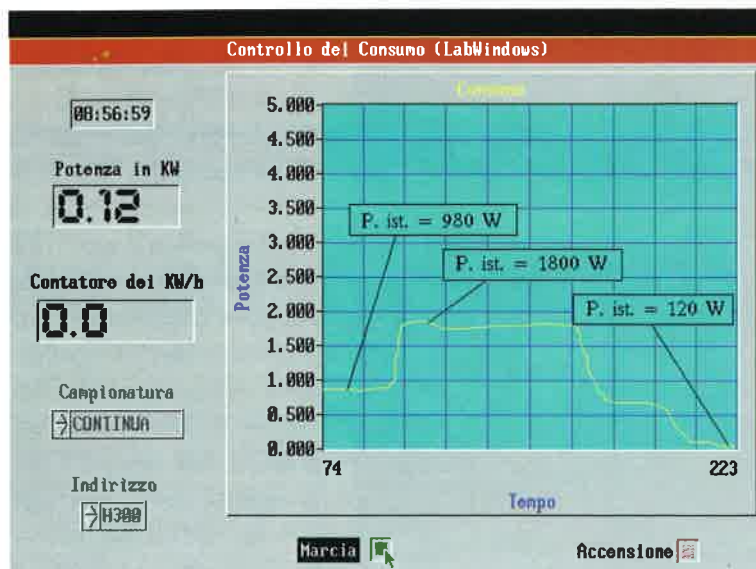 Controllo del Consumo (LabWindows)
08:56:59
Potenza in KW
0.12
Contatore dei KW/h
0.0
Campionatura
CONTINUA
Indirizzo
H300
Consumo
5.000
4.500
4.000
3.500
3.000
2.500
2.000
1.500
1.000
0.500
0.000
Potenza
P. ist. = 980 W
P. ist. = 1800 W
P. ist. = 120 W
74
223
Tempo
Marcia
Accensione